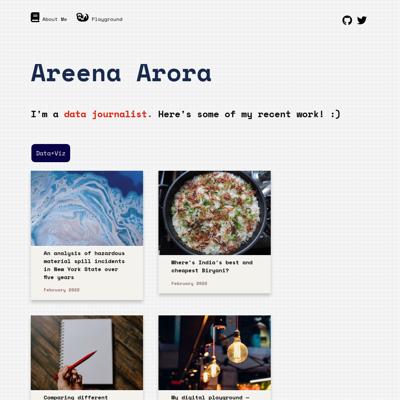 About Me
Playground
Areena Arora
I'm a data journalist. Here's some of my recent work! :)
Data+Viz
An analysis of hazardous
material spill incidents
in New York State over
five years
February 2022
Where's India's best and
cheapest Biryani?
February 2022
Comparing different
My digital playground —